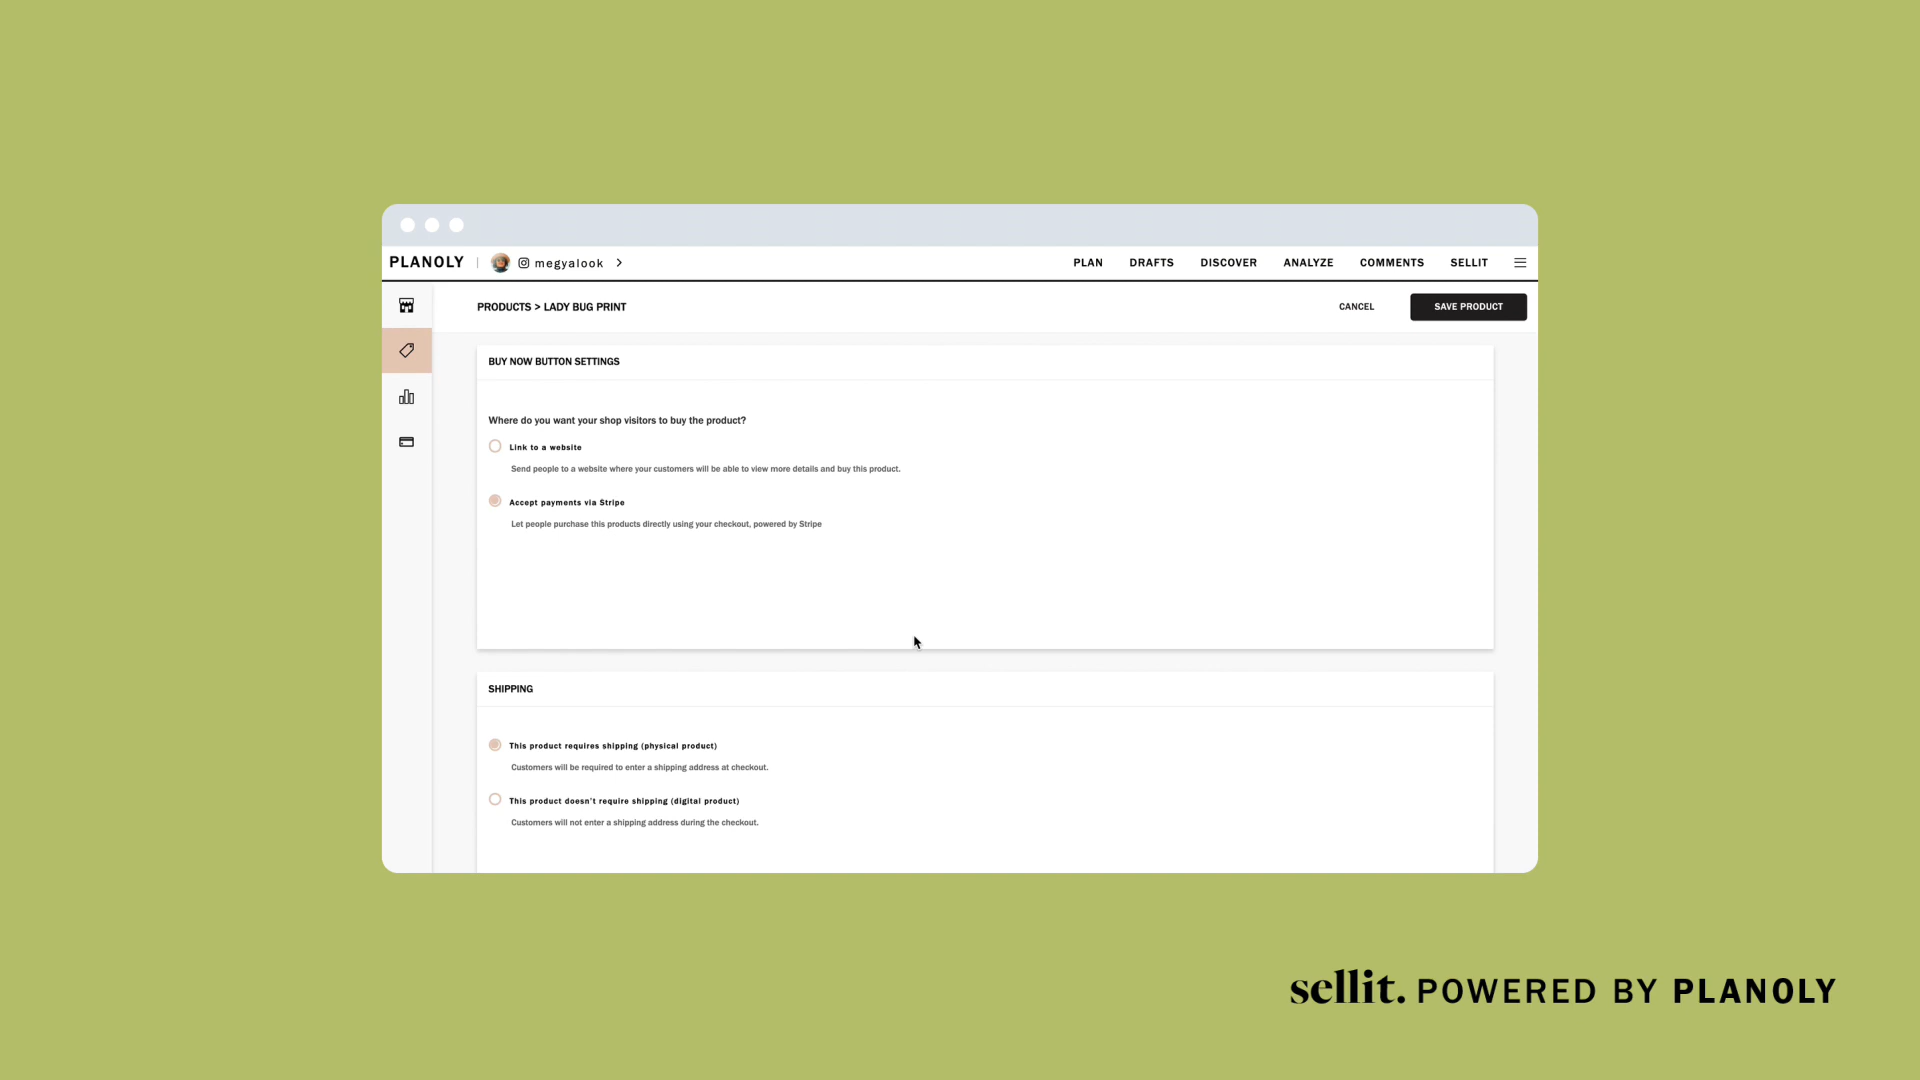 PLANOLY
megyalook
PLAN DRAFTS DISCOVER ANALYZE COMMENTS SELLIT
PRODUCTS > LADY BUG PRINT
CANCEL
SAVE PRODUCT
BUY NOW BUTTON SETTINGS
Where do you want your shop visitors to buy the product?
Link to a website
Send people to a website where your customers will be able to view more details and buy this product.
Accept payments via Stripe
Let people purchase this products directly using your checkout, powered by Stripe
SHIPPING
This product requires shipping (physical product)
Customers will be required to enter a shipping address at checkout.
This product doesn't require shipping (digital product)
Customers will not enter a shipping address during the checkout.
sellit. POWERED BY PLANOLY